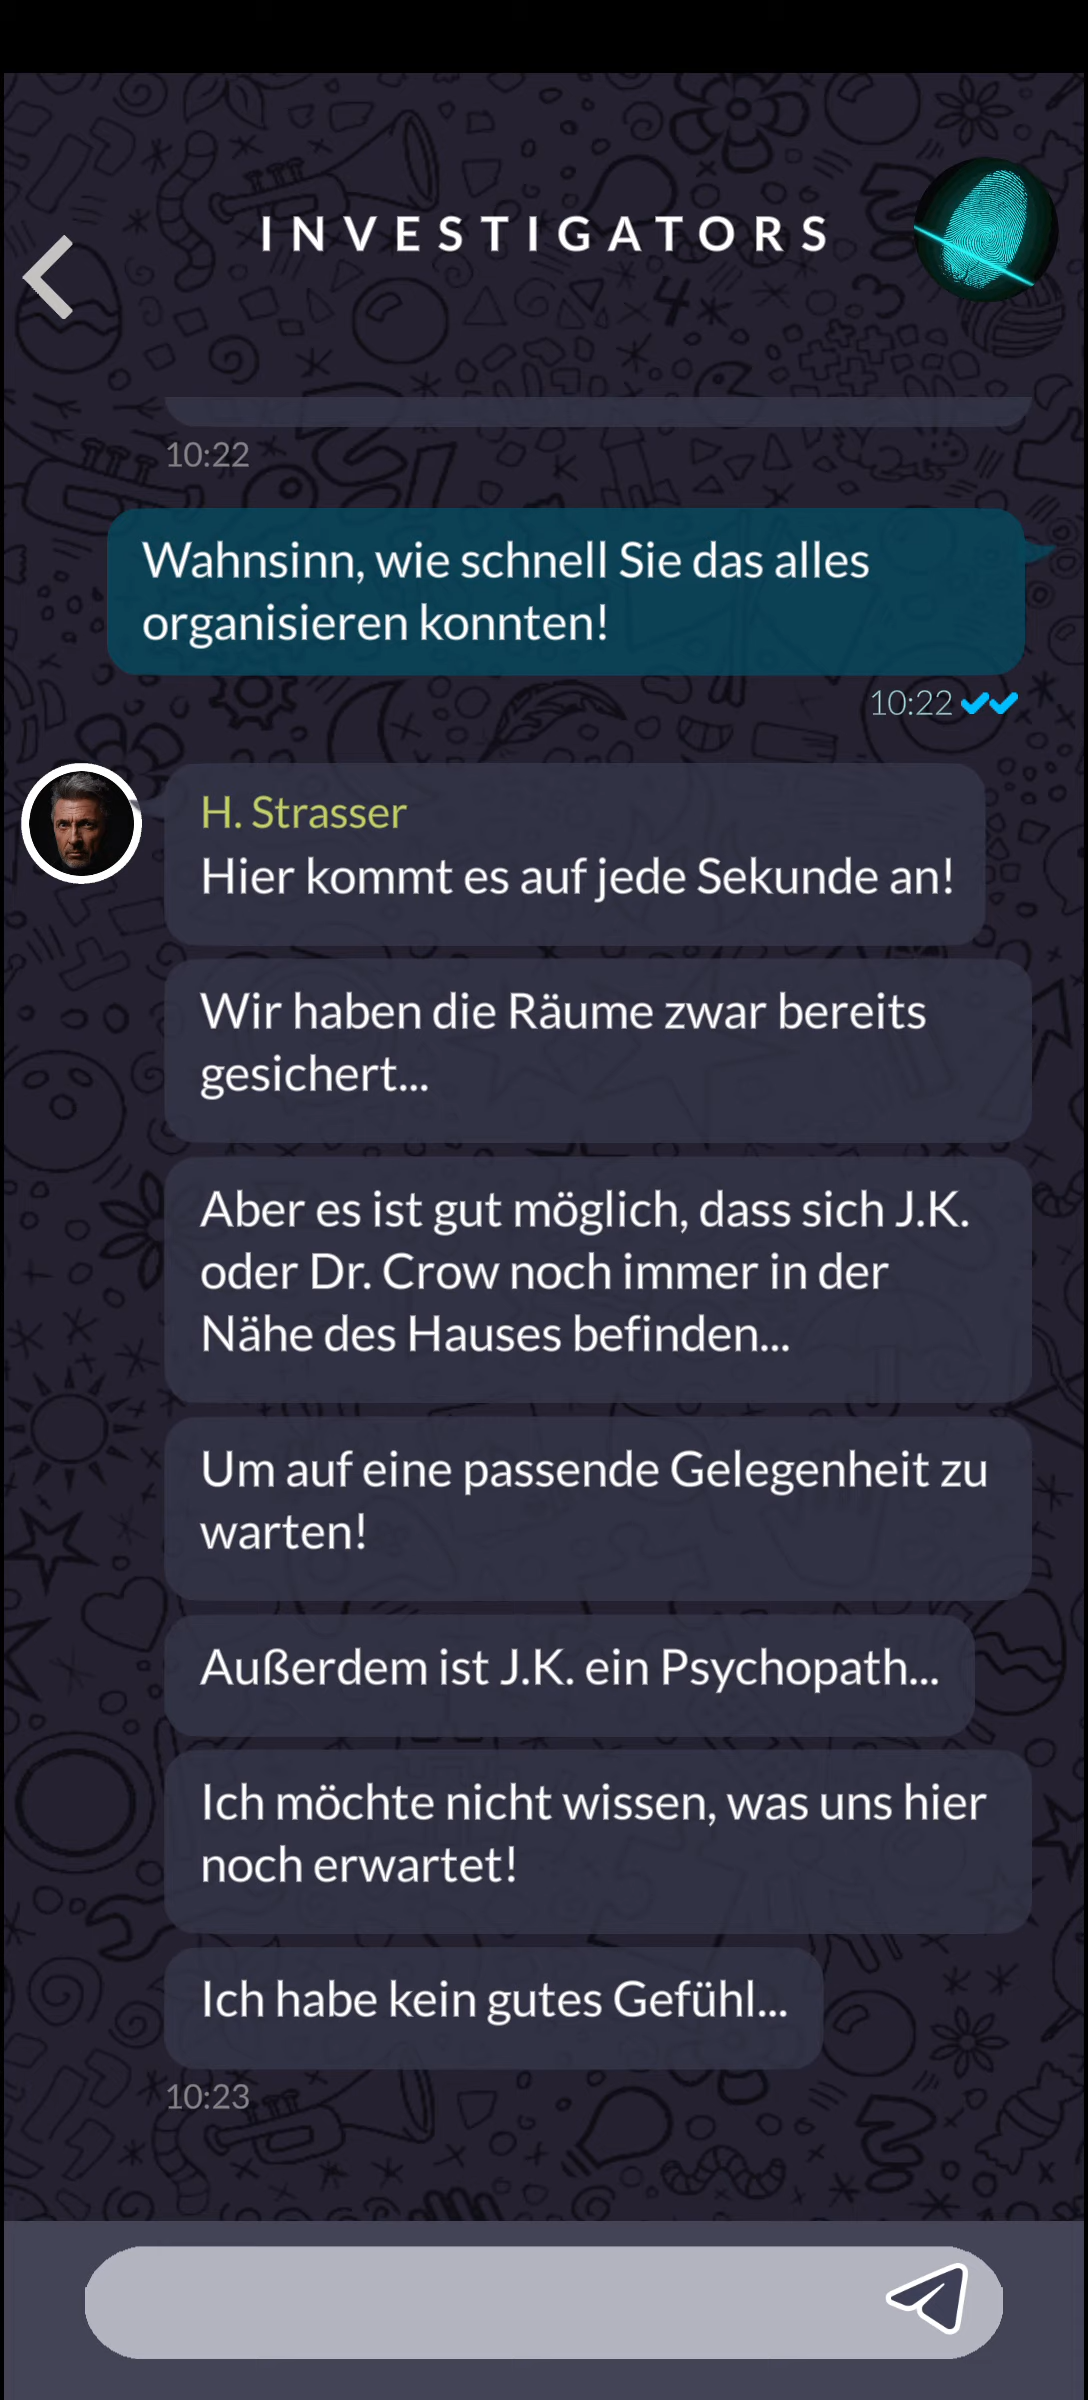 INVESTIGATORS
10:22
Wahnsinn, wie schnell Sie das alles
organisieren konnten!
10:22
H. Strasser
Hier kommt es auf jede Sekunde an!
Wir haben die Räume zwar bereits
gesichert...
Aber es ist gut möglich, dass sich J.K.
oder Dr. Crow noch immer in der
Nähe des Hauses befinden...
Um auf eine passende Gelegenheit zu
warten!
Außerdem ist J.K. ein Psychopath...
Ich möchte nicht wissen, was uns hier
noch erwartet!
Ich habe kein gutes Gefühl...
10:23